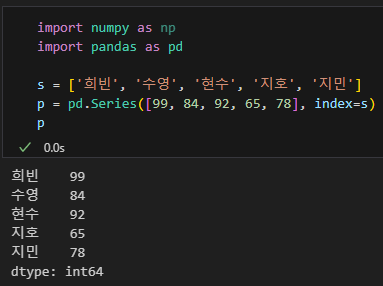 import numpy as np
import pandas as pd
s = ['희빈', '수영', '현수', '지호', '지민']
p = pd.Series([99, 84, 92, 65, 78], index=s)
p
0.0s
희빈 99
수영 84
현수 92
지호 65
지민 78
dtype: int64